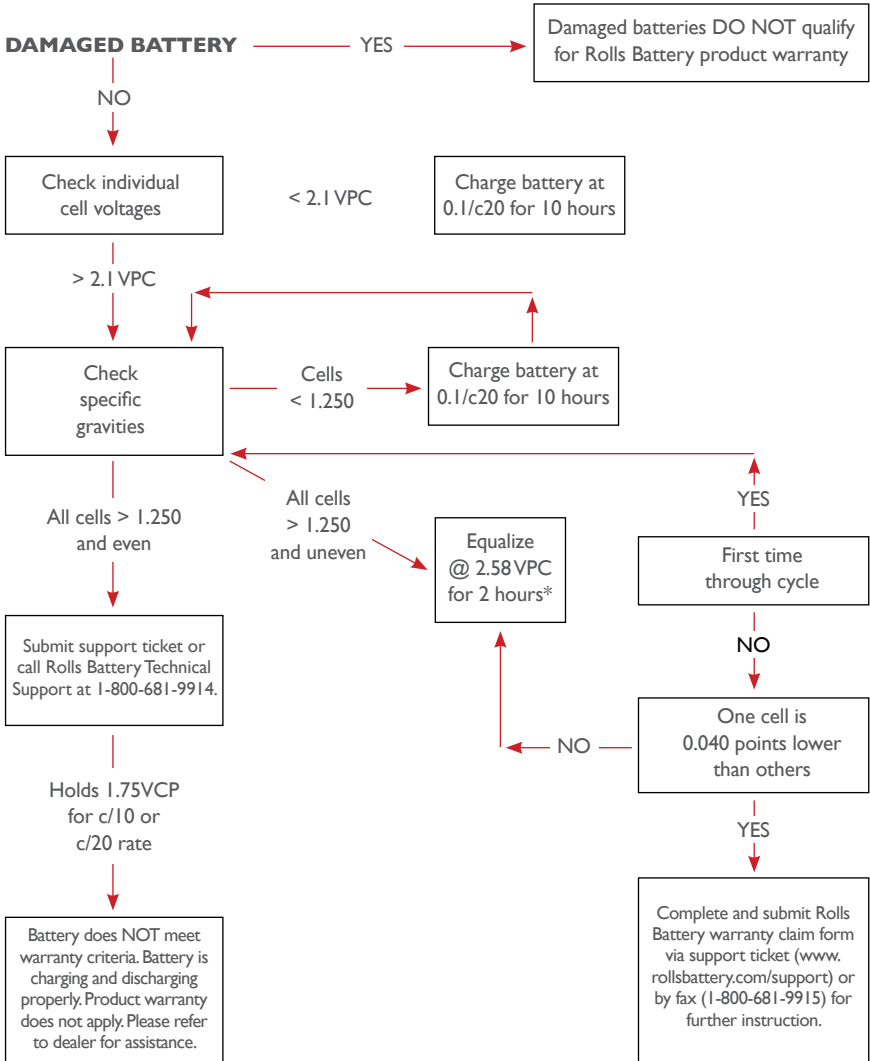 DAMAGED BATTERY
YES
Damaged batteries DO NOT qualify
for Rolls Battery product warranty
NO
Check individual
cell voltages
< 2.1 VPC
Charge battery at
0.1/c20 for 10 hours
> 2.1 VPC
Check
specific
gravities
Cells
< 1.250
Charge battery at
0.1/c20 for 10 hours
All cells > 1.250
and even
All cells
> 1.250
and uneven
Equalize
@ 2.58 VPC
for 2 hours*
YES
First time
through cycle
NO
Submit support ticket or
call Rolls Battery Technical
Support at 1-800-681-9914.
One cell is
0.040 points lower
than others
NO
Holds 1.75VCP
for c/10 or
c/20 rate
YES
Battery does NOT meet
warranty criteria. Battery is
charging and discharging
properly. Product warranty
does not apply. Please refer
to dealer for assistance.
Complete and submit Rolls
Battery warranty claim form
via support ticket (www.
rollsbattery.com/support) or
by fax (1-800-681-9915) for
further instruction.